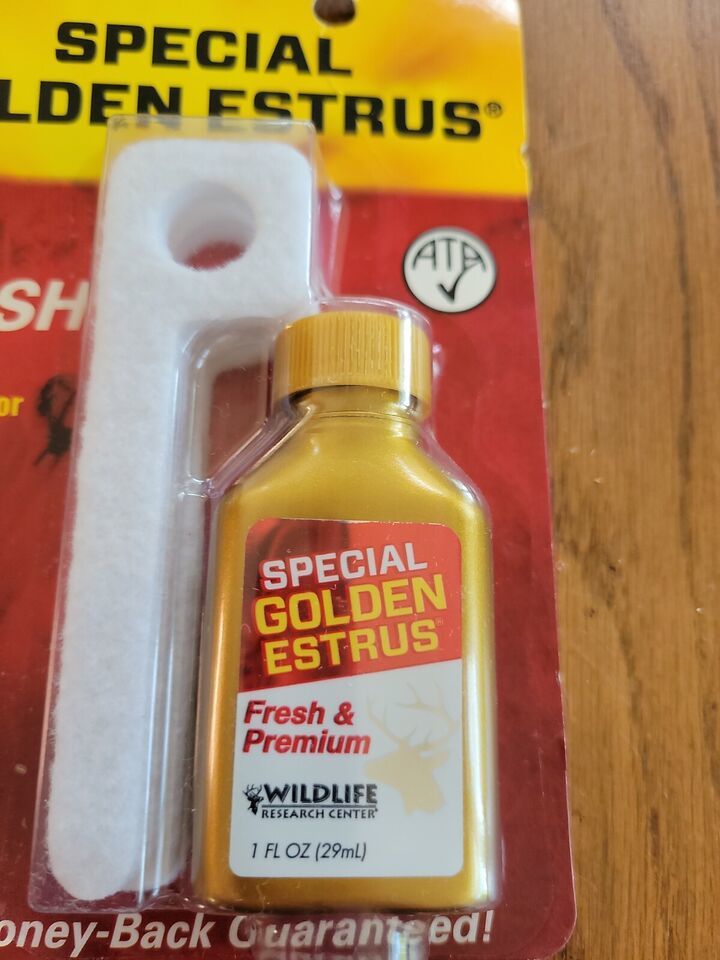 SPECIAL
LDEN ESTRUS®
ATA
SH
or
SPECIAL
GOLDEN
ESTRUS®
Fresh &
Premium
WILDLIFE
RESEARCH CENTER®
1 FL OZ (29mL)
oney-Back Guaranteed!